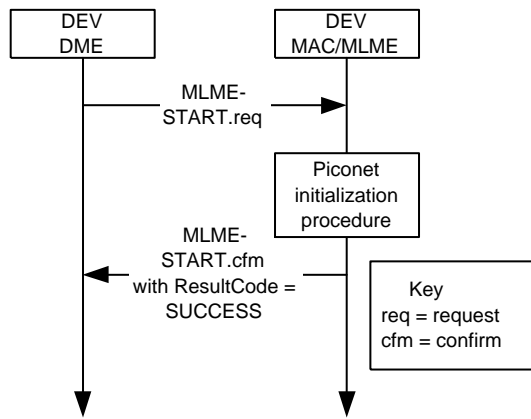 DEV
DME
DEV
MAC/MLME
MLME-
START.req
Piconet
initialization
procedure
MLME-
START.cfm
with ResultCode =
SUCCESS
Key
req = request
cfm = confirm